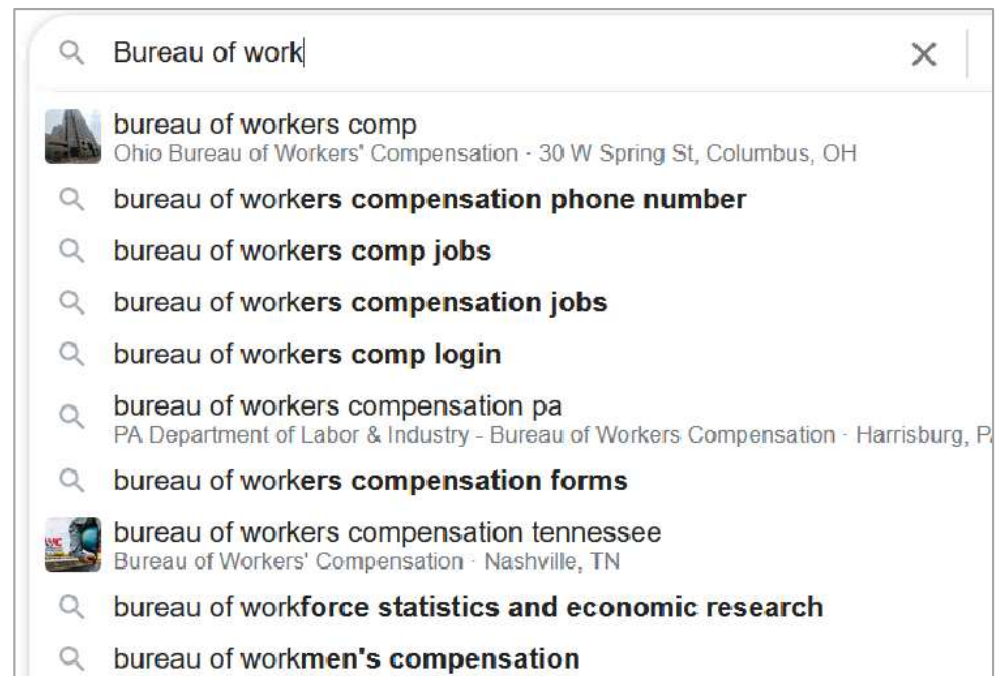 Bureau of work
bureau of workers comp
Ohio Bureau of Workers' Compensation · 30 W Spring St, Columbus, OH
bureau of workers compensation phone number
bureau of workers comp jobs
bureau of workers compensation jobs
bureau of workers comp login
bureau of workers compensation pa
PA Department of Labor & Industry - Bureau of Workers Compensation · Harrisburg,
bureau of workers compensation forms
bureau of workers compensation tennessee
Bureau of Workers' Compensation · Nashville, TN
bureau of workforce statistics and economic research
bureau of workmen's compensation